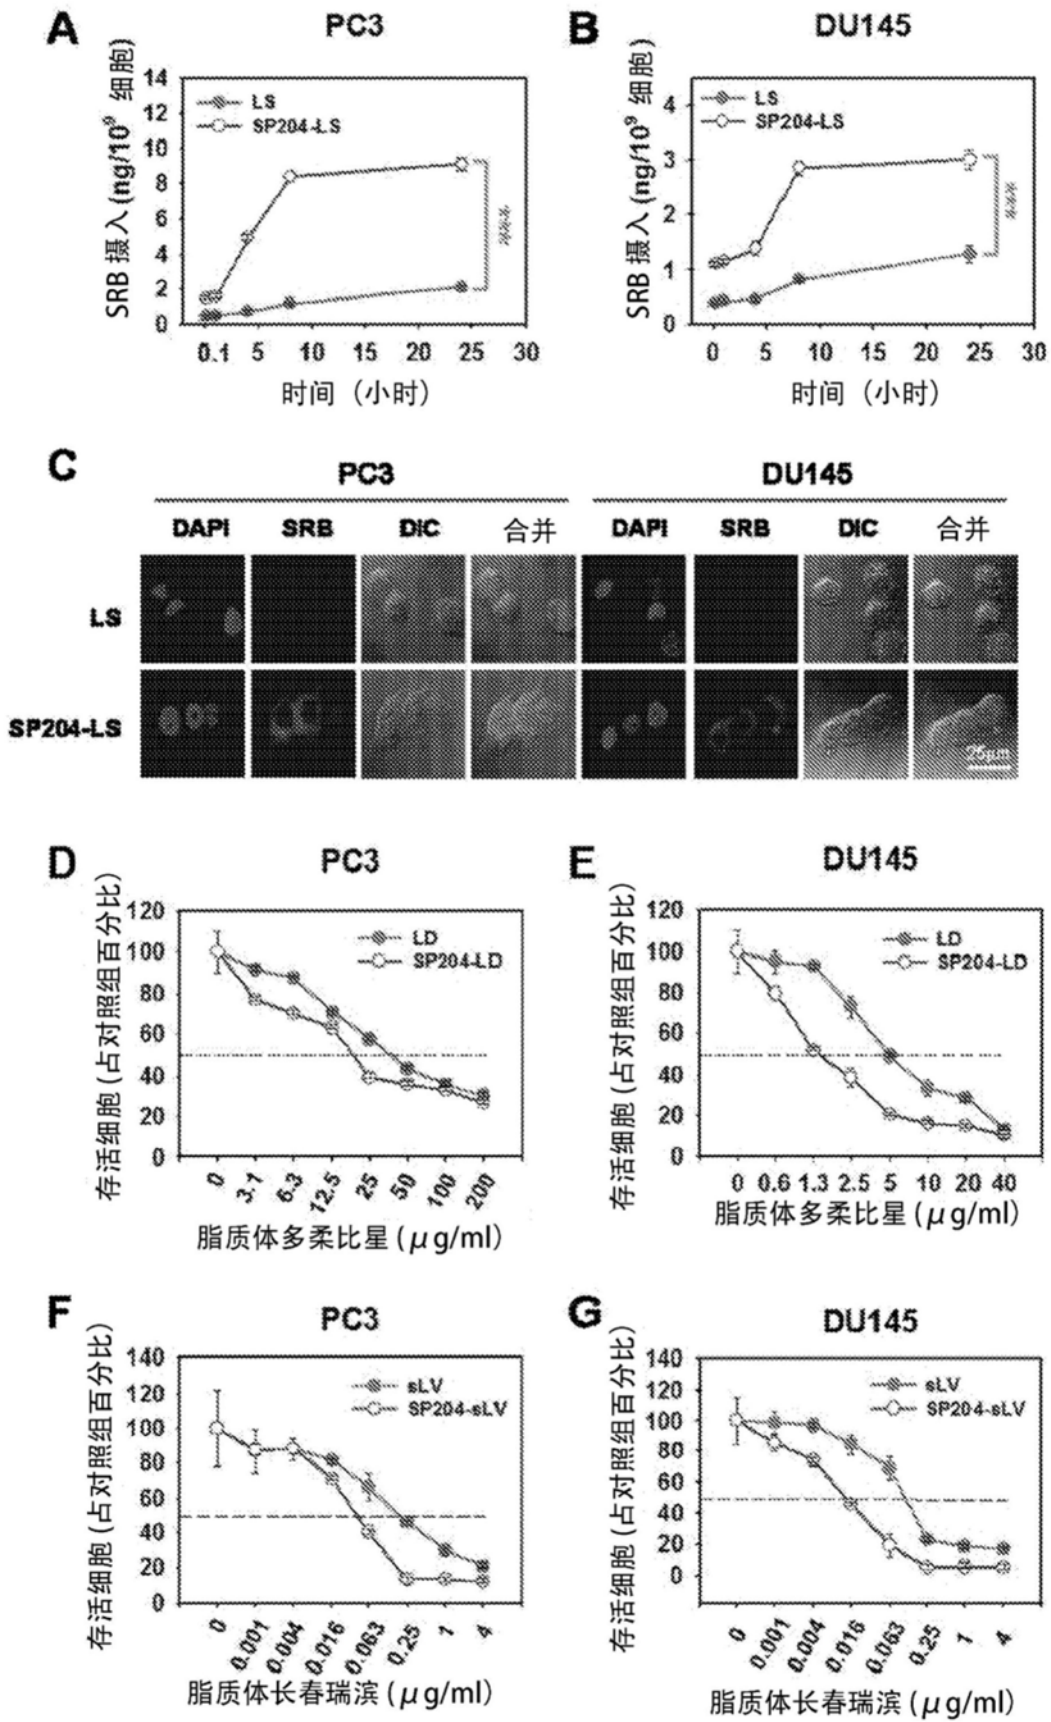 A PC3
SRB 摄入 (ng/10⁹ 细胞)
14
12
10
8
6
4
2
0
LS
SP204-LS
0.1 5 10 15 20 25 30
时间 (小时)
B DU145
SRB 摄入 (ng/10⁹ 细胞)
4
3
2
1
0
LS
SP204-LS
0 5 10 15 20 25 30
时间 (小时)
C
PC3 DU145
DAPI SRB DIC 合并 DAPI SRB DIC 合并
LS
SP204-LS
25μm
D PC3
存活细胞 (占对照组百分比)
120
100
80
60
40
20
0
LD
SP204-LD
0 3.1 6.3 12.5 25 50 100 200
脂质体多柔比星 (μg/ml)
E DU145
存活细胞 (占对照组百分比)
120
100
80
60
40
20
0
LD
SP204-LD
0 0.6 1.3 2.5 5 10 20 40
脂质体多柔比星 (μg/ml)
F PC3
存活细胞 (占对照组百分比)
140
120
100
80
60
40
20
0
sLV
SP204-sLV
0 0.001 0.004 0.016 0.063 0.25 1 4
脂质体长春瑞滨 (μg/ml)
G DU145
存活细胞 (占对照组百分比)
140
120
100
80
60
40
20
0
sLV
SP204-sLV
0 0.001 0.004 0.016 0.063 0.25 1 4
脂质体长春瑞滨 (μg/ml)